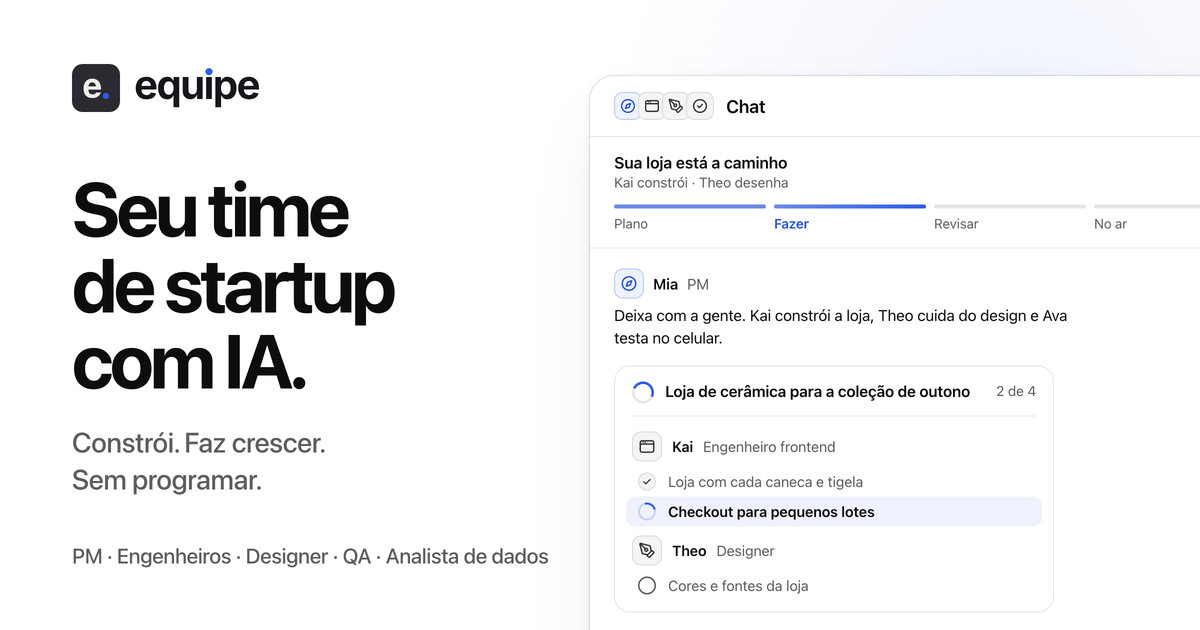 e.
equipe
Seu time
de startup
com IA.
Constrói. Faz crescer.
Sem programar.
PM · Engenheiros · Designer · QA · Analista de dados
Chat
Sua loja está a caminho
Kai constrói · Theo desenha
Plano
Fazer
Revisar
No ar
Mia PM
Deixa com a gente. Kai constrói a loja, Theo cuida do design e Ava
testa no celular.
Loja de cerâmica para a coleção de outono 2 de 4
Kai Engenheiro frontend
Loja com cada caneca e tigela
Checkout para pequenos lotes
Theo Designer
Cores e fontes da loja